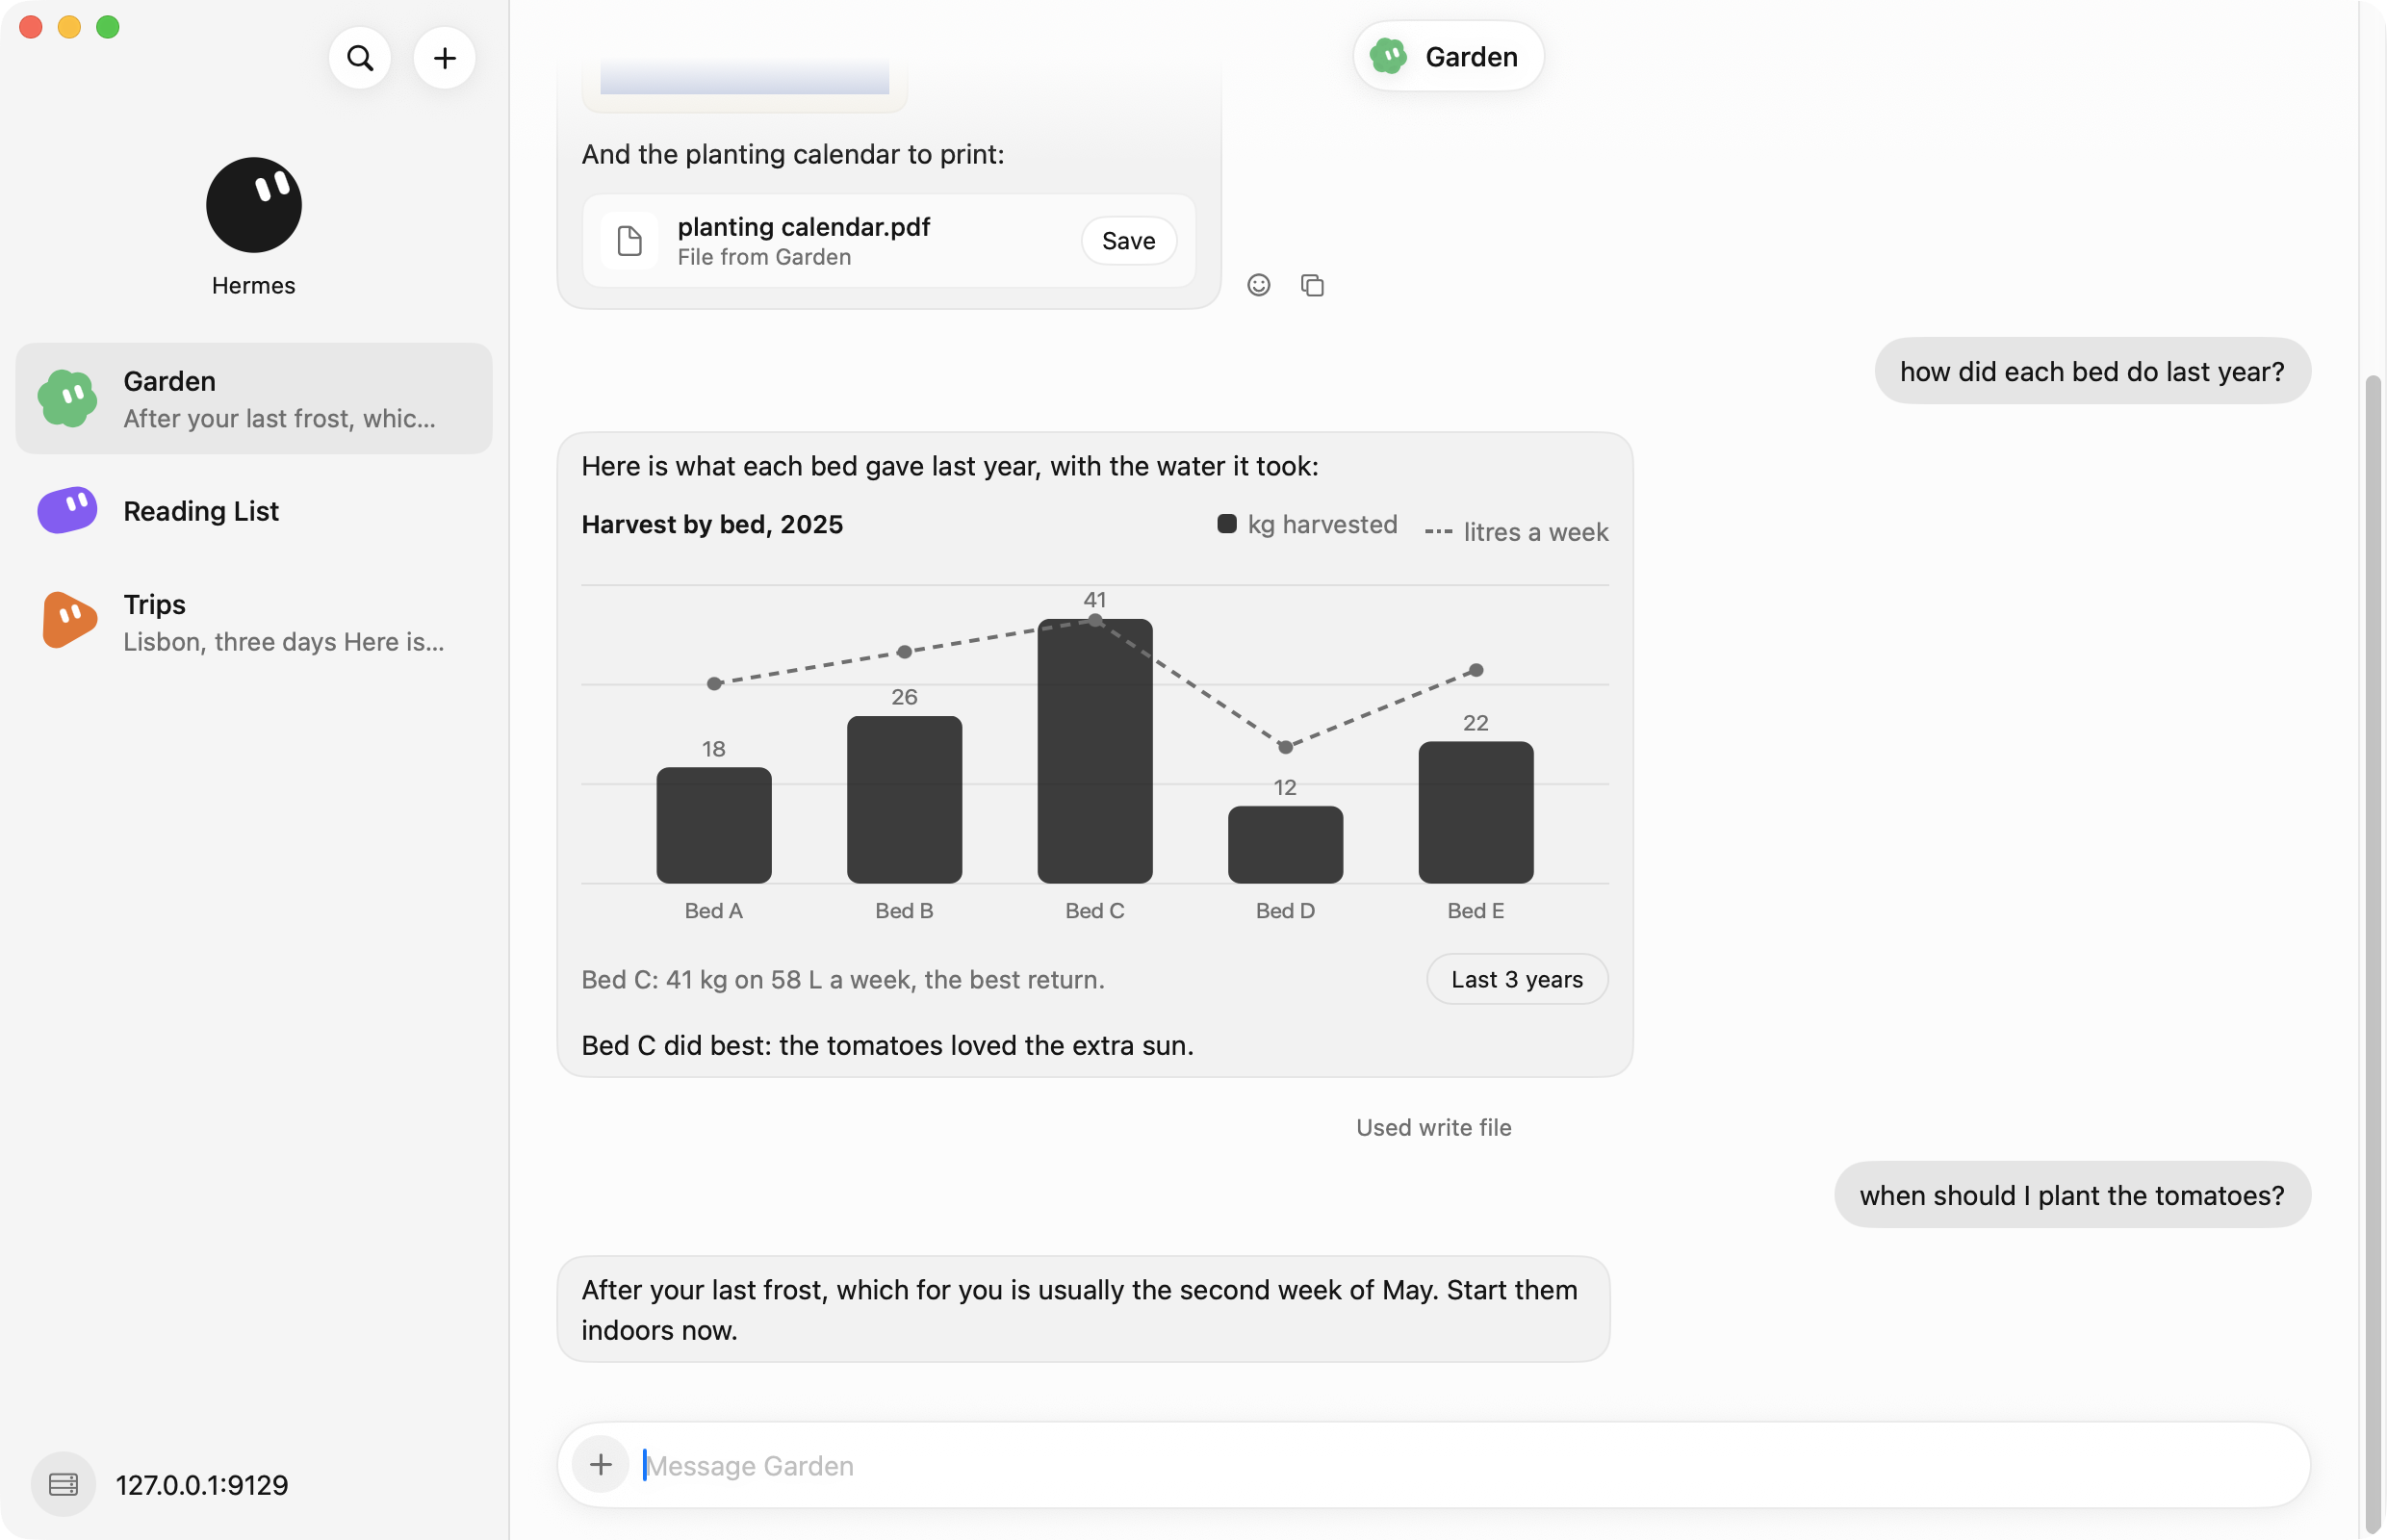 Hermes
Garden
After your last frost, whic...
Reading List
Trips
Lisbon, three days Here is...
127.0.0.1:9129
Garden
And the planting calendar to print:
planting calendar.pdf
File from Garden
Save
how did each bed do last year?
Here is what each bed gave last year, with the water it took:
Harvest by bed, 2025
kg harvested
litres a week
41
26
18
22
12
Bed A
Bed B
Bed C
Bed D
Bed E
Bed C: 41 kg on 58 L a week, the best return.
Last 3 years
Bed C did best: the tomatoes loved the extra sun.
Used write file
when should I plant the tomatoes?
After your last frost, which for you is usually the second week of May. Start them
indoors now.
Message Garden